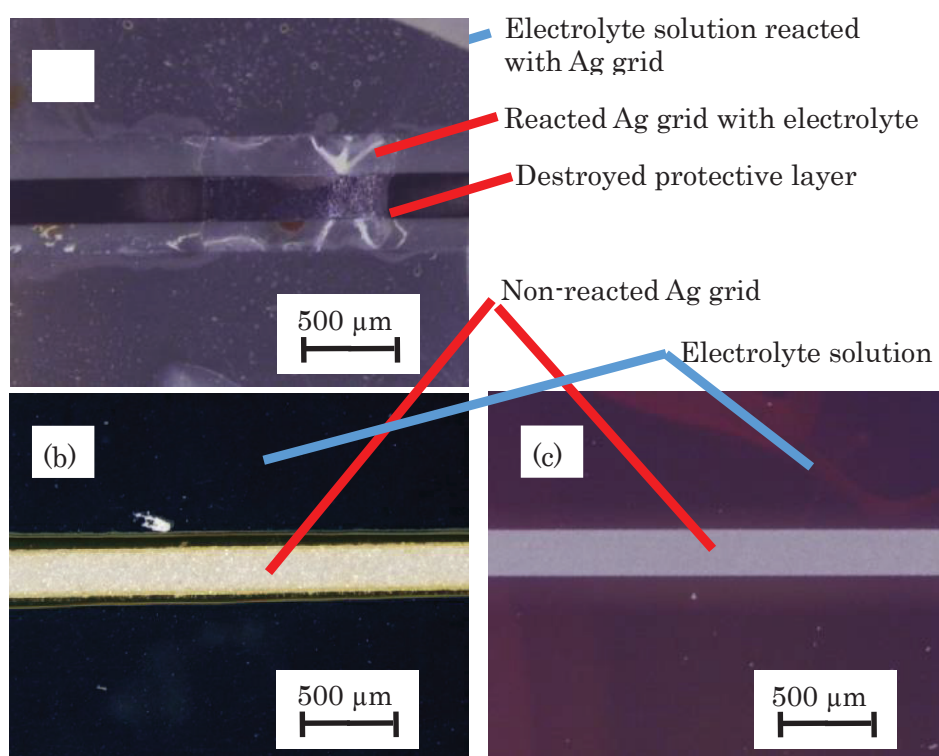 Electrolyte solution reacted
with Ag grid
Reacted Ag grid with electrolyte
Destroyed protective layer
500 µm
Non-reacted Ag grid
Electrolyte solution
(b)
(c)
500 µm
500 µm